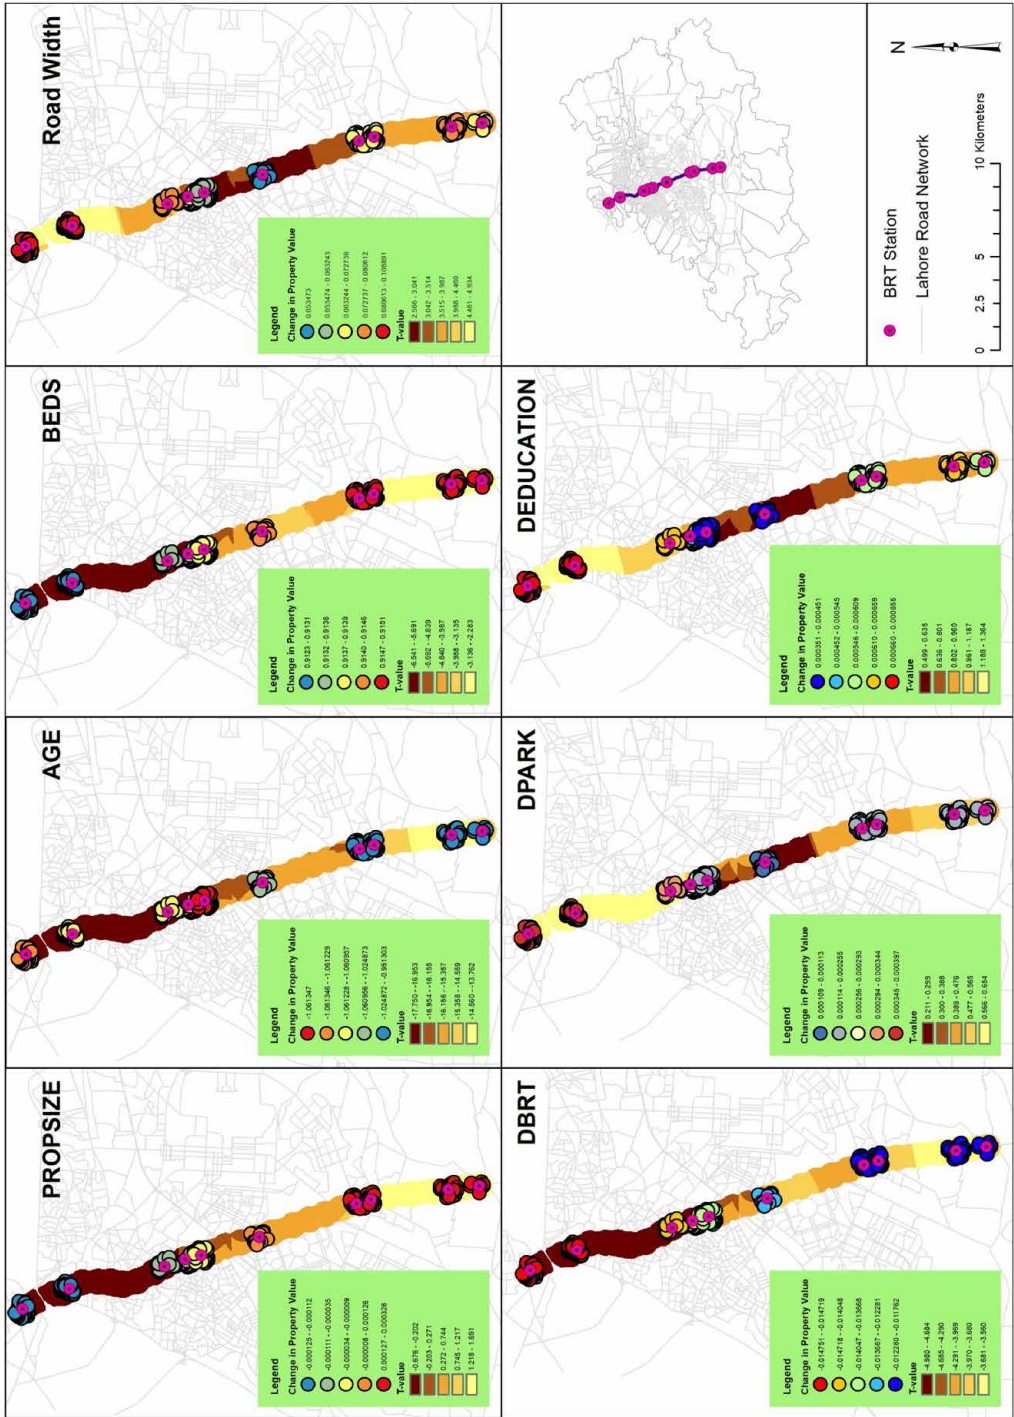 PROPSIZE
Legend
Change in Property Value
-0.000125 - -0.000112
-0.000111 - -0.000035
-0.000034 - -0.000009
-0.000008 - 0.000126
0.000127 - 0.000328
T-value
-0.676 - -0.202
-0.203 - 0.271
0.272 - 0.744
0.745 - 1.217
1.218 - 1.691
AGE
Legend
Change in Property Value
-1.061347
-1.061346 - -1.061229
-1.061228 - -1.060957
-1.060956 - -1.024873
-1.024872 - -0.961303
T-value
-17.750 - -16.953
-16.954 - -16.155
-16.156 - -15.357
-15.358 - -14.559
-14.560 - -13.762
BEDS
Legend
Change in Property Value
0.9123 - 0.9131
0.9132 - 0.9136
0.9137 - 0.9139
0.9140 - 0.9146
0.9147 - 0.9151
T-value
-6.541 - -5.691
-5.692 - -4.839
-4.840 - -3.987
-3.988 - -3.135
-3.136 - -2.283
Road Width
Legend
Change in Property Value
0.053473
0.053474 - 0.063243
0.063244 - 0.072736
0.072737 - 0.080612
0.080613 - 0.106891
T-value
2.566 - 3.041
3.042 - 3.514
3.515 - 3.987
3.988 - 4.460
4.461 - 4.934
DBRT
Legend
Change in Property Value
-0.014751 - -0.014719
-0.014718 - -0.014048
-0.014047 - -0.013668
-0.013667 - -0.012281
-0.012280 - -0.011762
T-value
-4.980 - -4.684
-4.685 - -4.290
-4.291 - -3.969
-3.970 - -3.680
-3.681 - -3.560
DPARK
Legend
Change in Property Value
0.000109 - 0.000113
0.000114 - 0.000255
0.000256 - 0.000293
0.000294 - 0.000344
0.000345 - 0.000397
T-value
0.211 - 0.299
0.300 - 0.388
0.389 - 0.476
0.477 - 0.565
0.566 - 0.654
DEDUCATION
Legend
Change in Property Value
0.000351 - 0.000451
0.000452 - 0.000545
0.000546 - 0.000609
0.000610 - 0.000659
0.000660 - 0.000856
T-value
0.499 - 0.635
0.636 - 0.801
0.802 - 0.960
0.961 - 1.187
1.188 - 1.364
BRT Station
Lahore Road Network
N
0 2.5 5 10 Kilometers